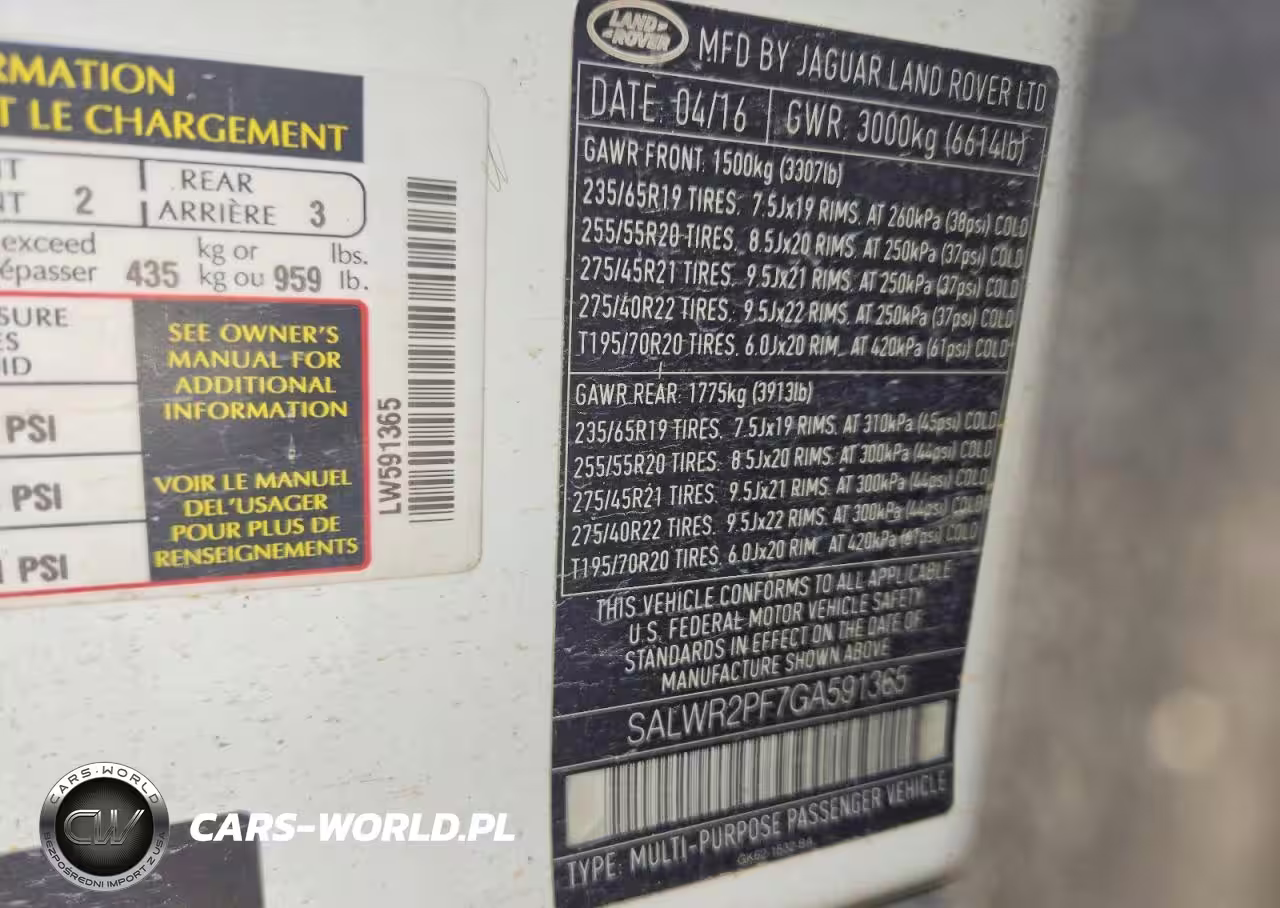 RMATION
T LE CHARGEMENT
NT 2 REAR
NT ARRIÈRE 3
exceed kg or lbs.
épasser 435 kg ou 959 lb.
SURE
ES
ID
PSI
PSI
PSI
SEE OWNER'S
MANUAL FOR
ADDITIONAL
INFORMATION
VOIR LE MANUEL
DEL'USAGER
POUR PLUS DE
RENSEIGNEMENTS
LW591365
LAND ROVER
MFD BY JAGUAR LAND ROVER LTD
DATE: 04/16 GWR: 3000kg (6614lb)
GAWR FRONT: 1500kg (3307lb)
235/65R19 TIRES. 7.5Jx19 RIMS. AT 260kPa (38psi) COLD
255/55R20 TIRES. 8.5Jx20 RIMS. AT 250kPa (37psi) COLD
275/45R21 TIRES. 9.5Jx21 RIMS. AT 250kPa (37psi) COLD
275/40R22 TIRES. 9.5Jx22 RIMS. AT 250kPa (37psi) COLD
T195/70R20 TIRES. 6.0Jx20 RIM. AT 420kPa (61psi) COLD
GAWR REAR: 1775kg (3913lb)
235/65R19 TIRES. 7.5Jx19 RIMS. AT 310kPa (45psi) COLD
255/55R20 TIRES. 8.5Jx20 RIMS. AT 300kPa (44psi) COLD
275/45R21 TIRES. 9.5Jx21 RIMS. AT 300kPa (44psi) COLD
275/40R22 TIRES. 9.5Jx22 RIMS. AT 300kPa (44psi) COLD
T195/70R20 TIRES. 6.0Jx20 RIM. AT 420kPa (61psi) COLD
THIS VEHICLE CONFORMS TO ALL APPLICABLE
U.S. FEDERAL MOTOR VEHICLE SAFETY
STANDARDS IN EFFECT ON THE DATE OF
MANUFACTURE SHOWN ABOVE
SALWR2PF7GA591365
TYPE: MULTI-PURPOSE PASSENGER VEHICLE
CARS-WORLD
CW
BEZPOŚREDNI IMPORT Z USA
CARS-WORLD.PL